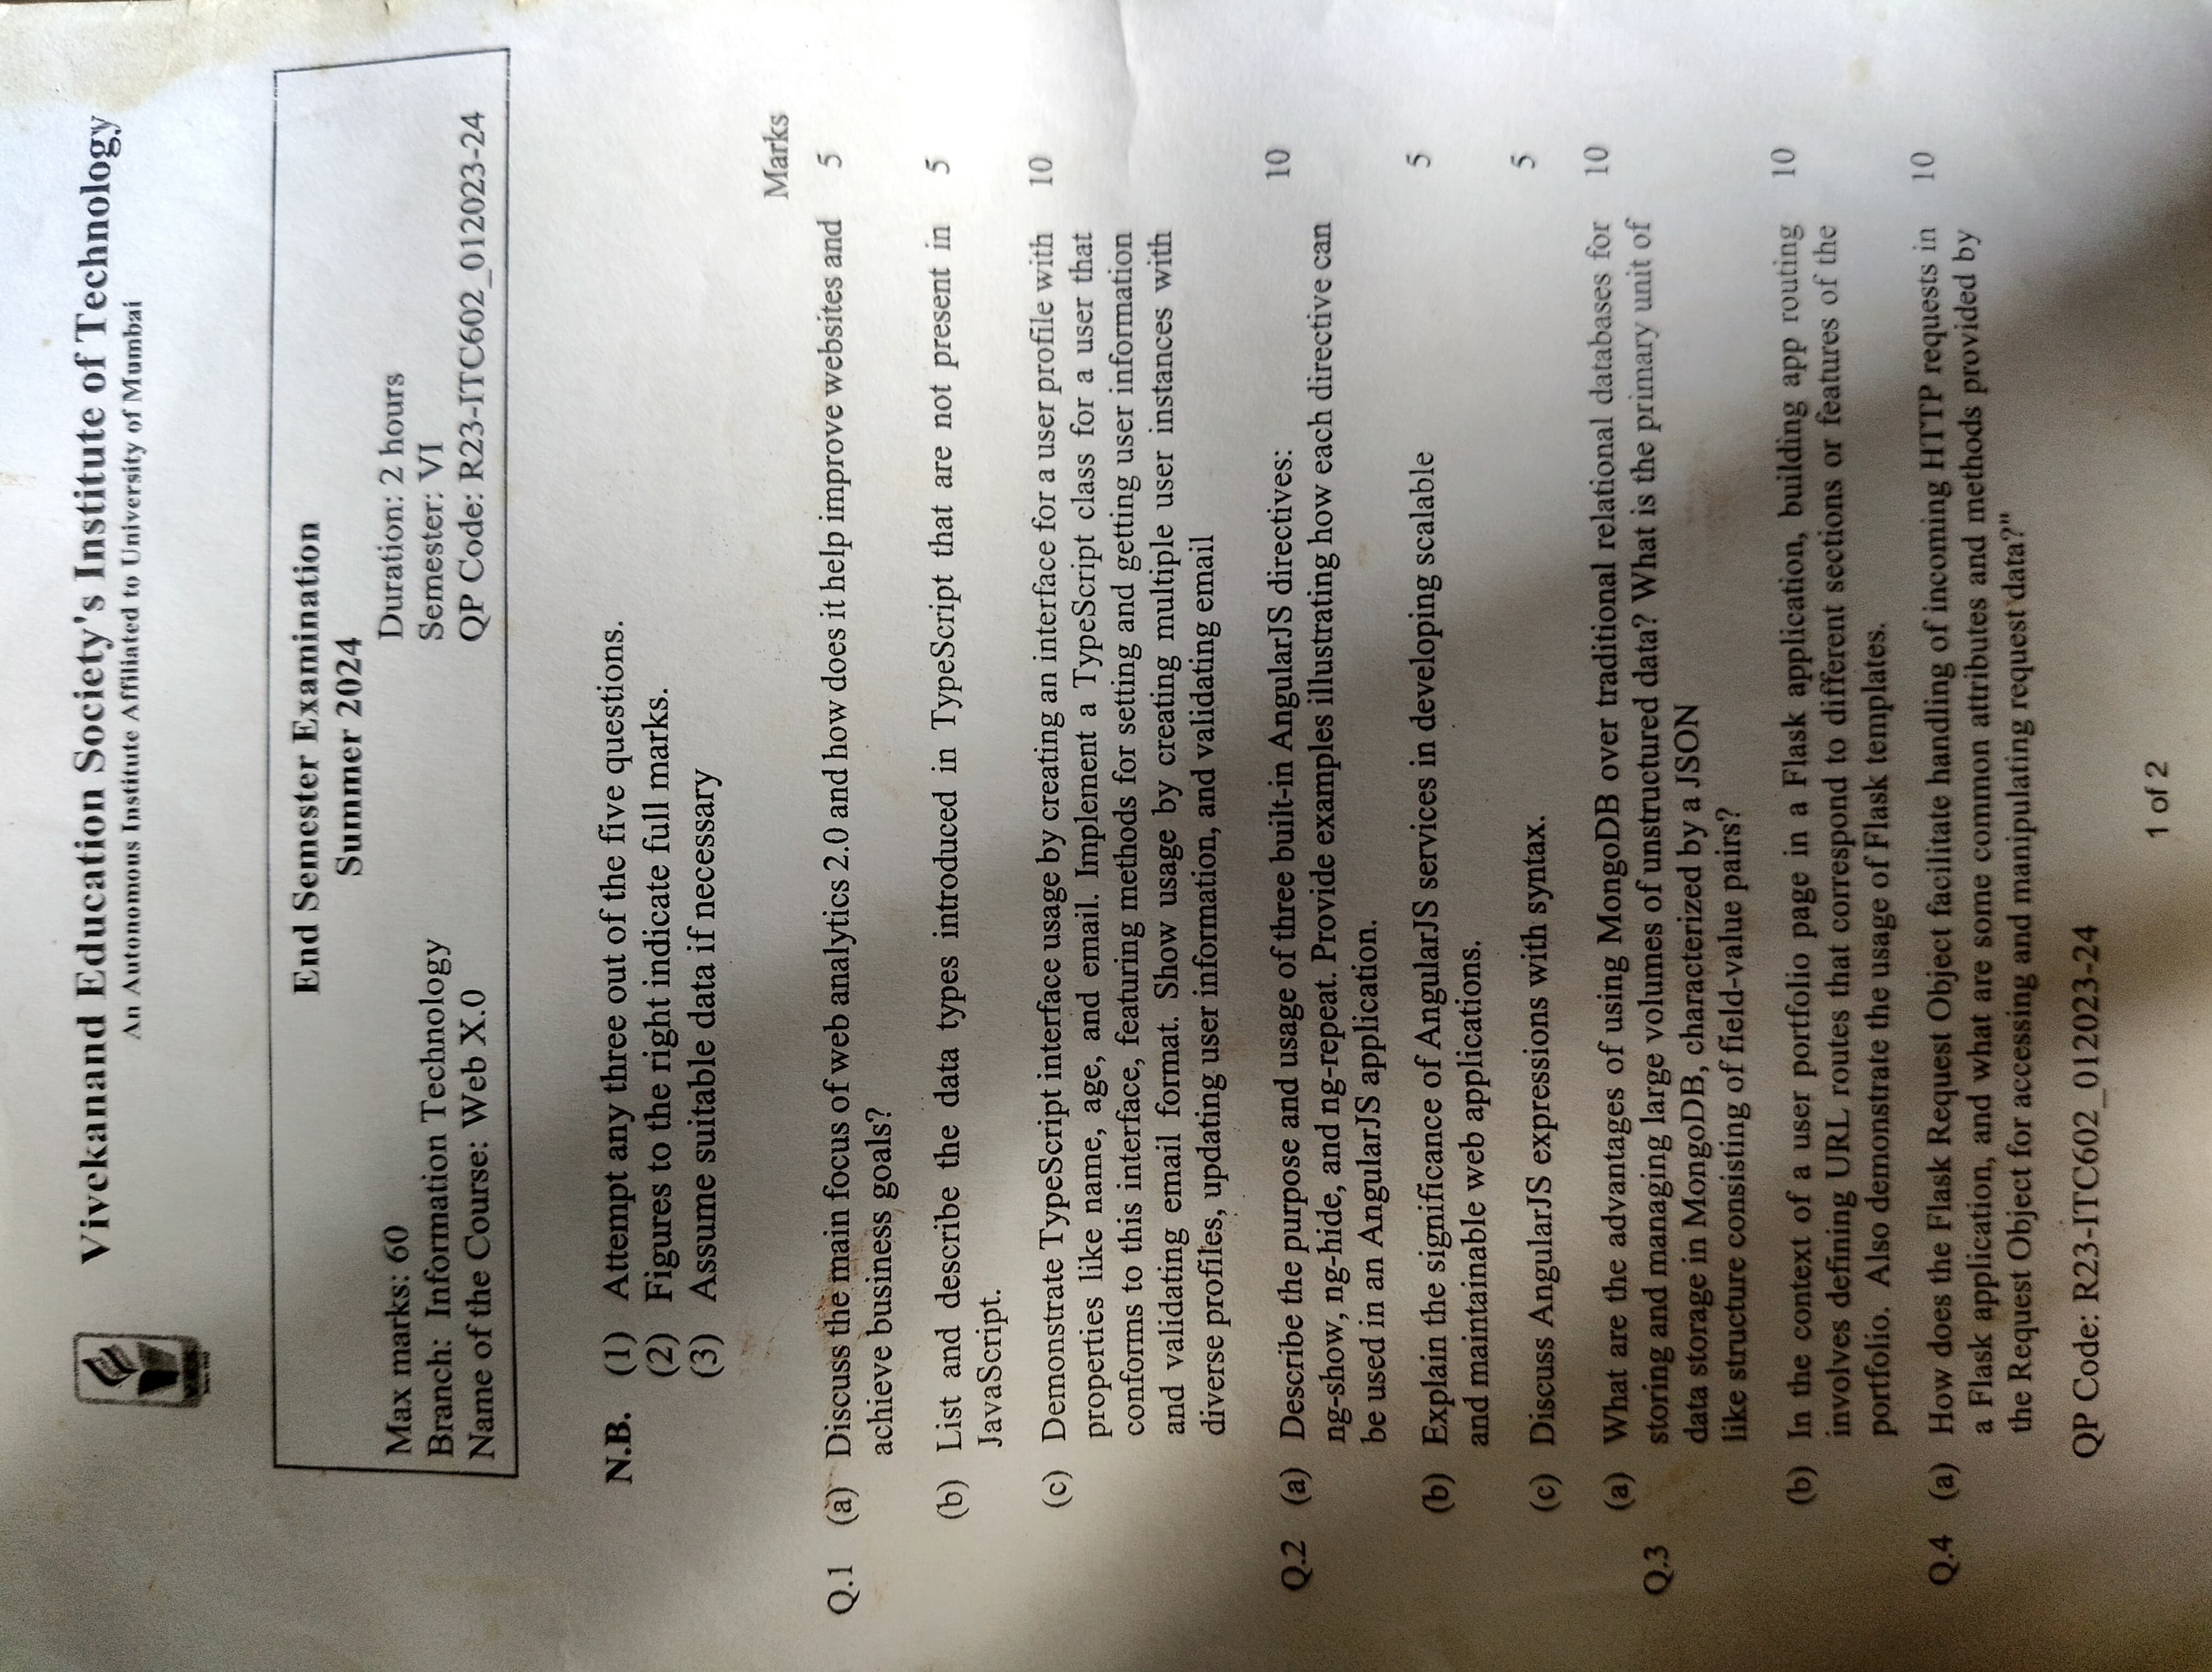 Vivekanand Education Society's Institute of Technology
An Autonomous Institute Affiliated to University of Mumbai
End Semester Examination
Summer 2024
Max marks: 60 Duration: 2 hours
Branch: Information Technology Semester: VI
Name of the Course: Web X.0 QP Code: R23-ITC602_012023-24
N.B. (1) Attempt any three out of the five questions.
(2) Figures to the right indicate full marks.
(3) Assume suitable data if necessary
Marks
Q.1 (a) Discuss the main focus of web analytics 2.0 and how does it help improve websites and 5
achieve business goals?
(b) List and describe the data types introduced in TypeScript that are not present in 5
JavaScript.
(c) Demonstrate TypeScript interface usage by creating an interface for a user profile with 10
properties like name, age, and email. Implement a TypeScript class for a user that
conforms to this interface, featuring methods for setting and getting user information
and validating email format. Show usage by creating multiple user instances with
diverse profiles, updating user information, and validating email
Q.2 (a) Describe the purpose and usage of three built-in AngularJS directives: 10
ng-show, ng-hide, and ng-repeat. Provide examples illustrating how each directive can
be used in an AngularJS application.
(b) Explain the significance of AngularJS services in developing scalable 5
and maintainable web applications.
(c) Discuss AngularJS expressions with syntax. 5
Q.3 (a) What are the advantages of using MongoDB over traditional relational databases for 10
storing and managing large volumes of unstructured data? What is the primary unit of
data storage in MongoDB, characterized by a JSON
like structure consisting of field-value pairs?
(b) In the context of a user portfolio page in a Flask application, building app routing 10
involves defining URL routes that correspond to different sections or features of the
portfolio. Also demonstrate the usage of Flask templates.
Q.4 (a) How does the Flask Request Object facilitate handling of incoming HTTP requests in 10
a Flask application, and what are some common attributes and methods provided by
the Request Object for accessing and manipulating request data?"
QP Code: R23-ITC602_012023-24
1 of 2